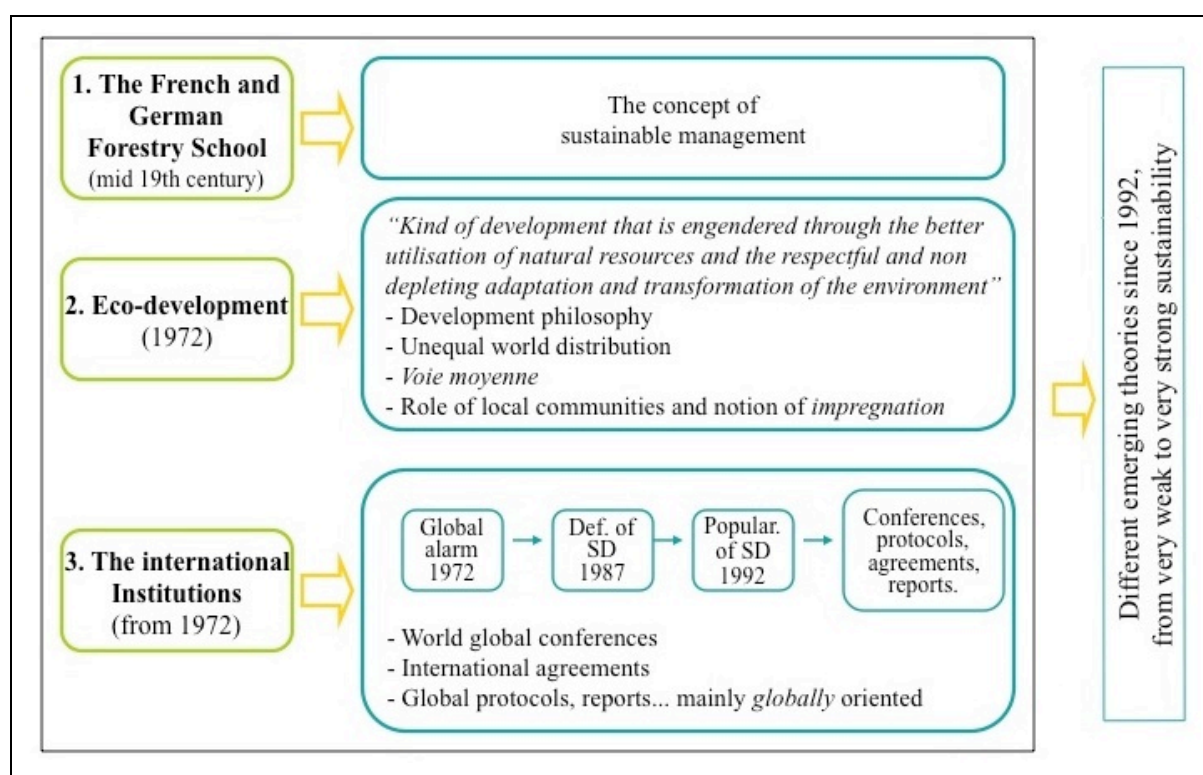 1. The French and
German
Forestry School
(mid 19th century)
The concept of
sustainable management
2. Eco-development
(1972)
“Kind of development that is engendered through the better
utilisation of natural resources and the respectful and non
depleting adaptation and transformation of the environment”
- Development philosophy
- Unequal world distribution
- Voie moyenne
- Role of local communities and notion of impregnation
3. The international
Institutions
(from 1972)
Global
alarm
1972
Def. of
SD
1987
Popular.
of SD
1992
Conferences,
protocols,
agreements,
reports.
- World global conferences
- International agreements
- Global protocols, reports... mainly globally oriented
Different emerging theories since 1992,
from very weak to very strong sustainability